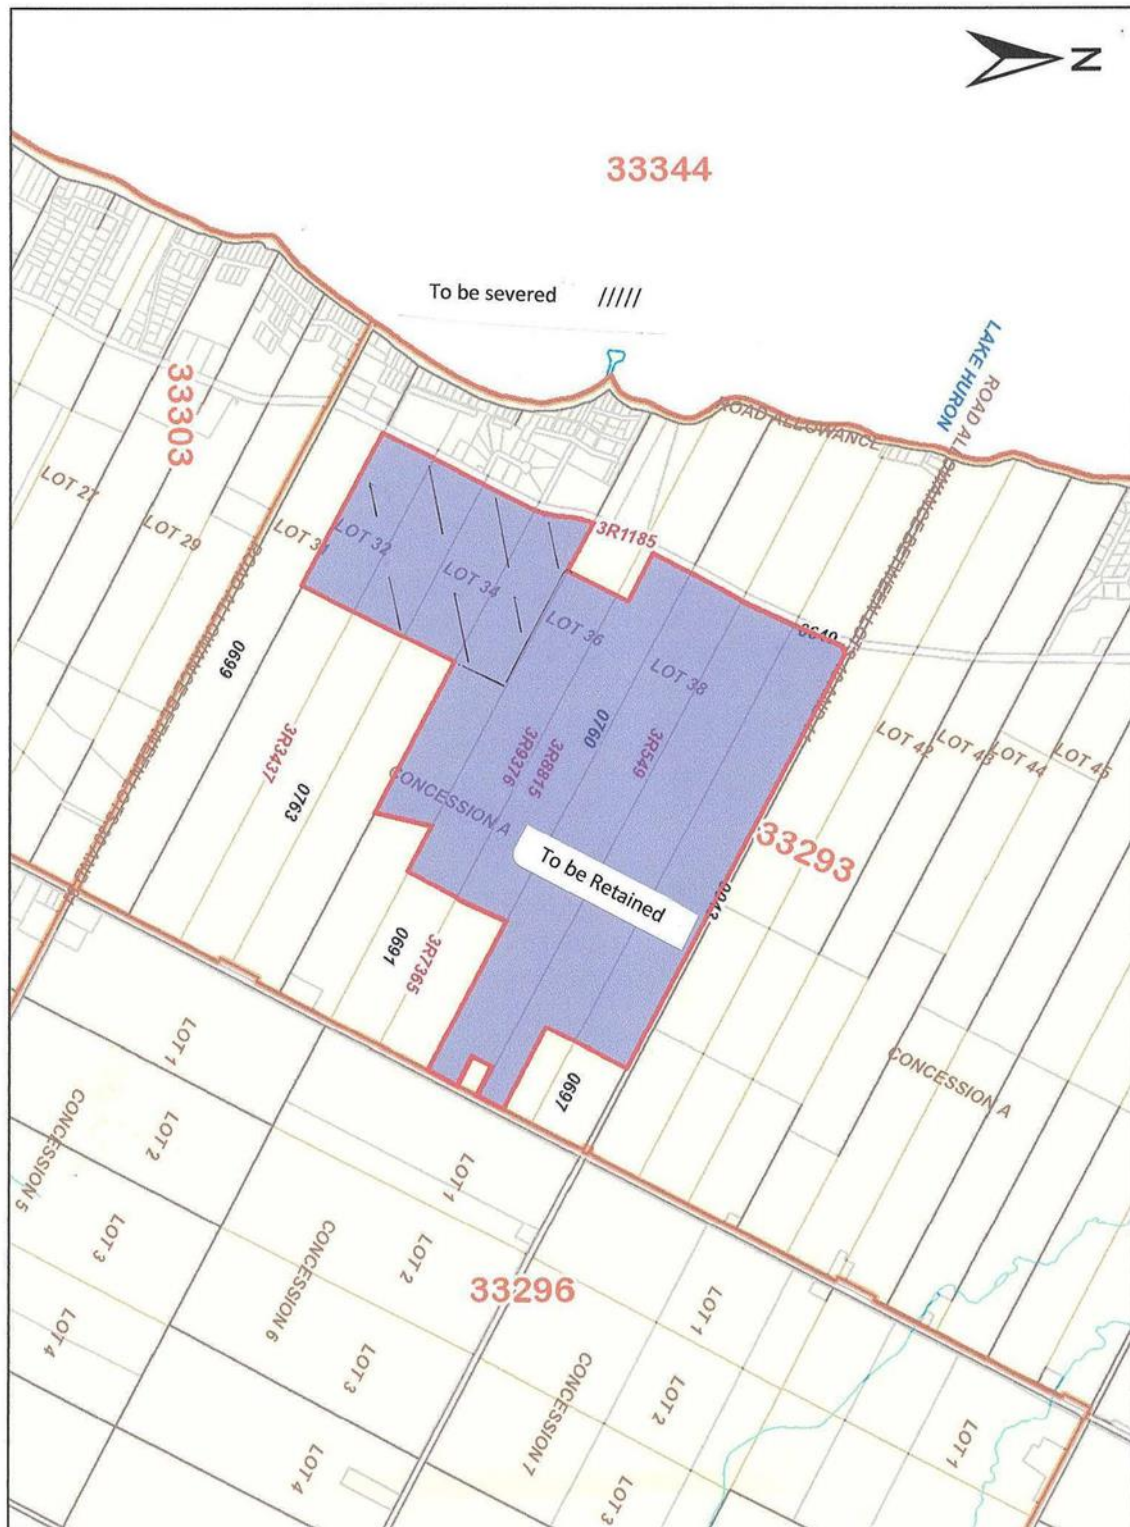 N
33344
To be severed /////
LAKE HURON
ROAD ALLOWANCE
33303
3R1185
LOT 27
LOT 29
LOT 31
LOT 32
LOT 34
LOT 36
LOT 38
LOT 42
LOT 43
LOT 44
LOT 45
0699
0760
3R549
3R8815
3R9376
3R3437
0763
CONCESSION A
33293
To be Retained
0691
3R7365
0697
CONCESSION A
LOT 1
LOT 2
LOT 3
LOT 4
CONCESSION 5
LOT 1
LOT 2
LOT 3
LOT 4
CONCESSION 6
33296
LOT 1
LOT 2
LOT 3
CONCESSION 7
LOT 1